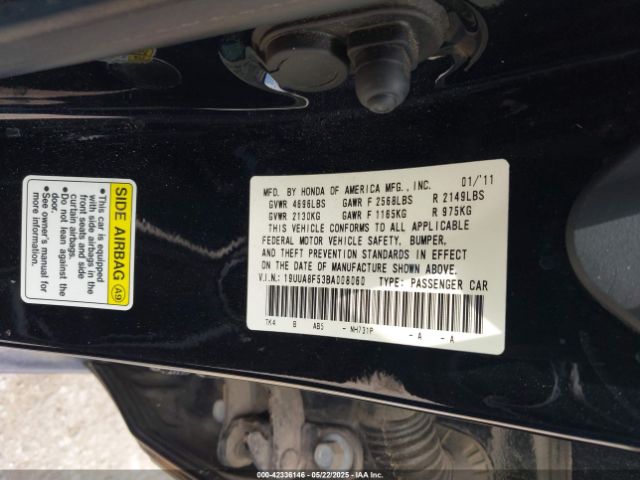 MFD. BY HONDA OF AMERICA MFG., INC. 01/'11
GVWR 4696LBS GAWR F 2568LBS R 2149LBS
GVWR 2130KG GAWR F 1165KG R 975KG
THIS VEHICLE CONFORMS TO ALL APPLICABLE
FEDERAL MOTOR VEHICLE SAFETY, BUMPER,
AND THEFT PREVENTION STANDARDS IN EFFECT
ON THE DATE OF MANUFACTURE SHOWN ABOVE.
V.I.N.: 19UUA8F53BA008060 TYPE: PASSENGER CAR
TK4 B AB5 - NH731P - A - A
SIDE AIRBAG A9
•This car is equipped
with side airbags in the
front seats and side
curtain airbags.
•Do not lean against the
door.
•See owner's manual for
more information.
000-42336146 - 05/22/2025 - IAAI